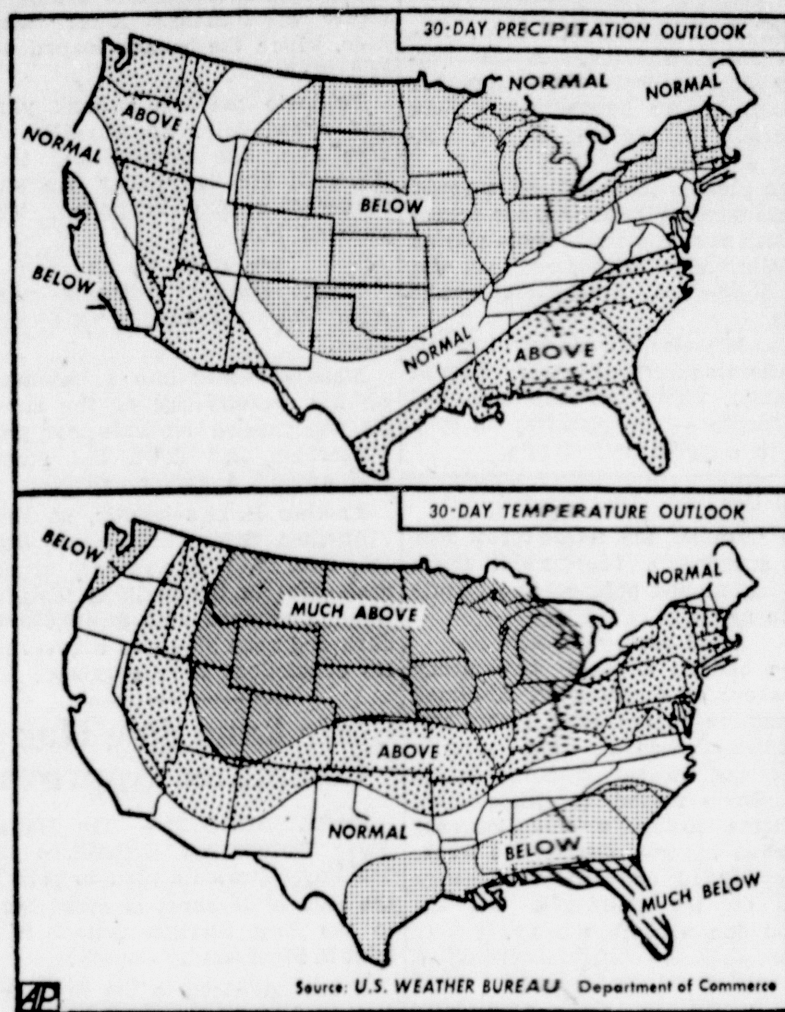 30-DAY PRECIPITATION OUTLOOK
NORMAL
NORMAL
ABOVE
NORMAL
BELOW
BELOW
NORMAL
ABOVE
30-DAY TEMPERATURE OUTLOOK
BELOW
NORMAL
MUCH ABOVE
ABOVE
NORMAL
BELOW
MUCH BELOW
AP
Source: U.S. WEATHER BUREAU Department of Commerce